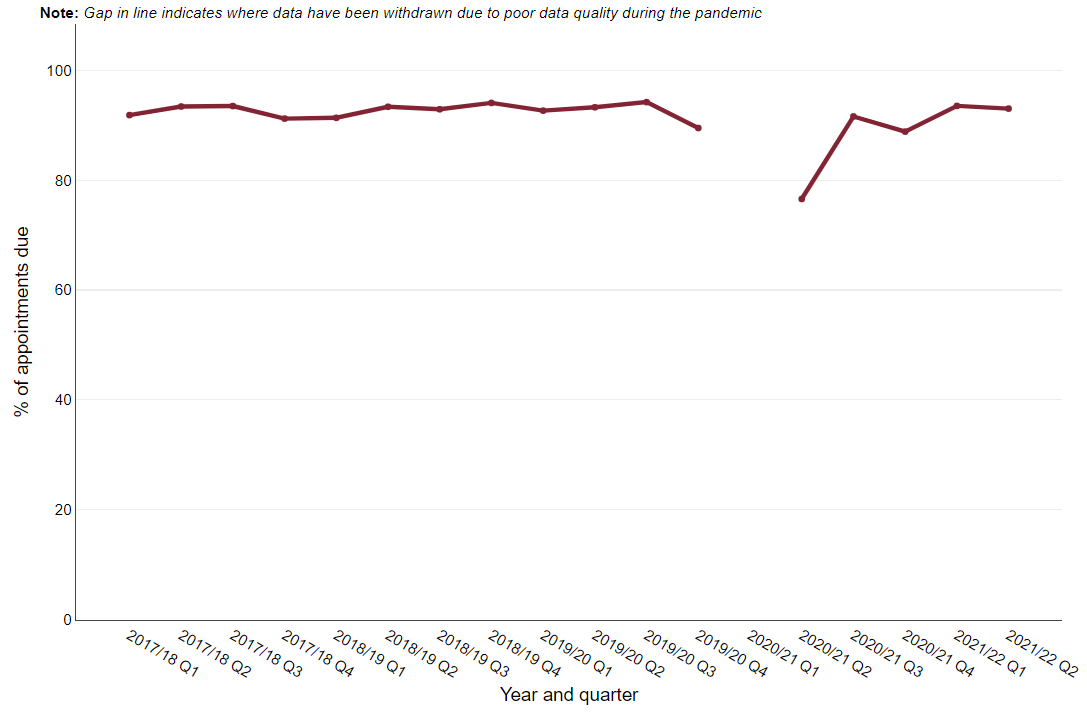 Note: Gap in line indicates where data have been withdrawn due to poor data quality during the pandemic
100
80
60
40
20
0
% of appointments due
2017/18 Q1
2017/18 Q2
2017/18 Q3
2017/18 Q4
2018/19 Q1
2018/19 Q2
2018/19 Q3
2018/19 Q4
2019/20 Q1
2019/20 Q2
2019/20 Q3
2019/20 Q4
2020/21 Q1
2020/21 Q2
2020/21 Q3
2020/21 Q4
2021/22 Q1
2021/22 Q2
Year and quarter